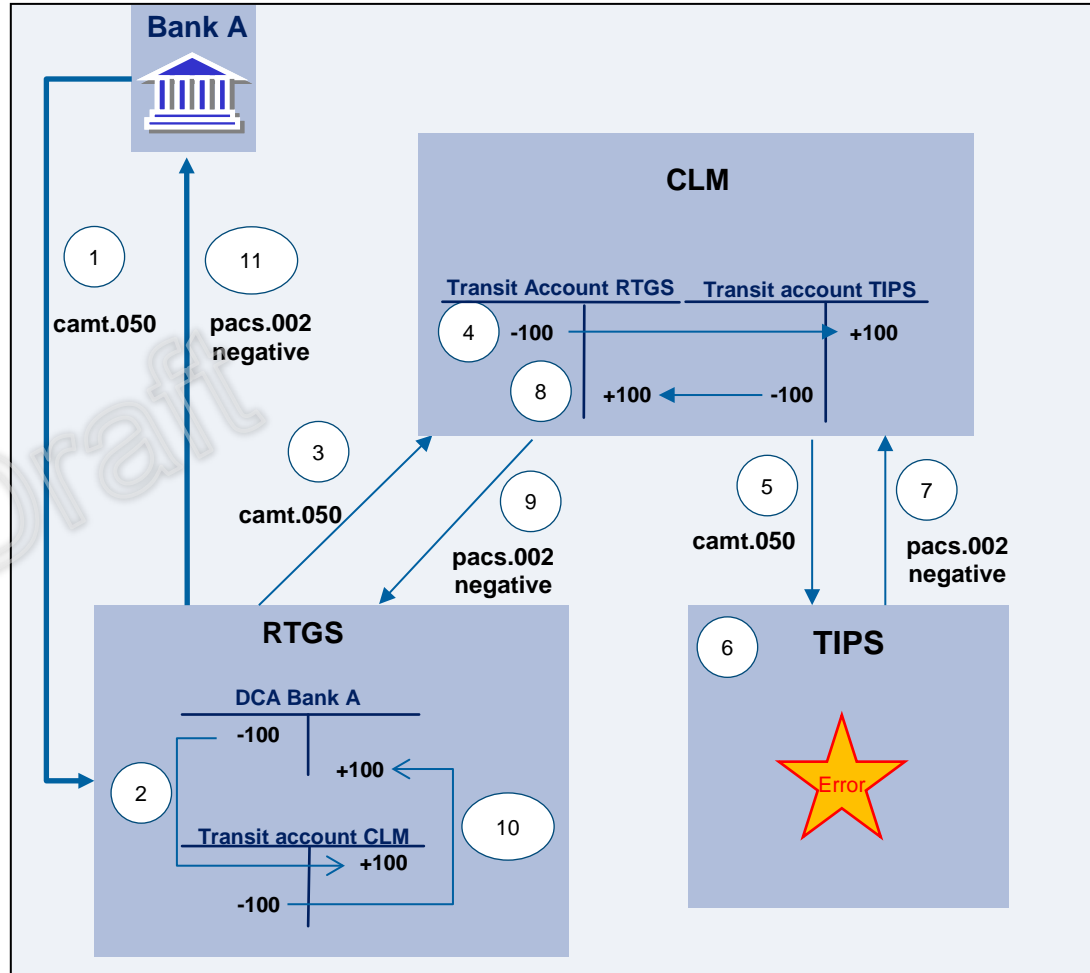 Bank A
CLM
1
11
camt.050
pacs.002
negative
Transit Account RTGS
Transit account TIPS
4
-100
+100
8
+100
-100
3
camt.050
9
pacs.002
negative
5
camt.050
7
pacs.002
negative
Draft
RTGS
DCA Bank A
-100
+100
2
10
Transit account CLM
+100
-100
6
TIPS
Error